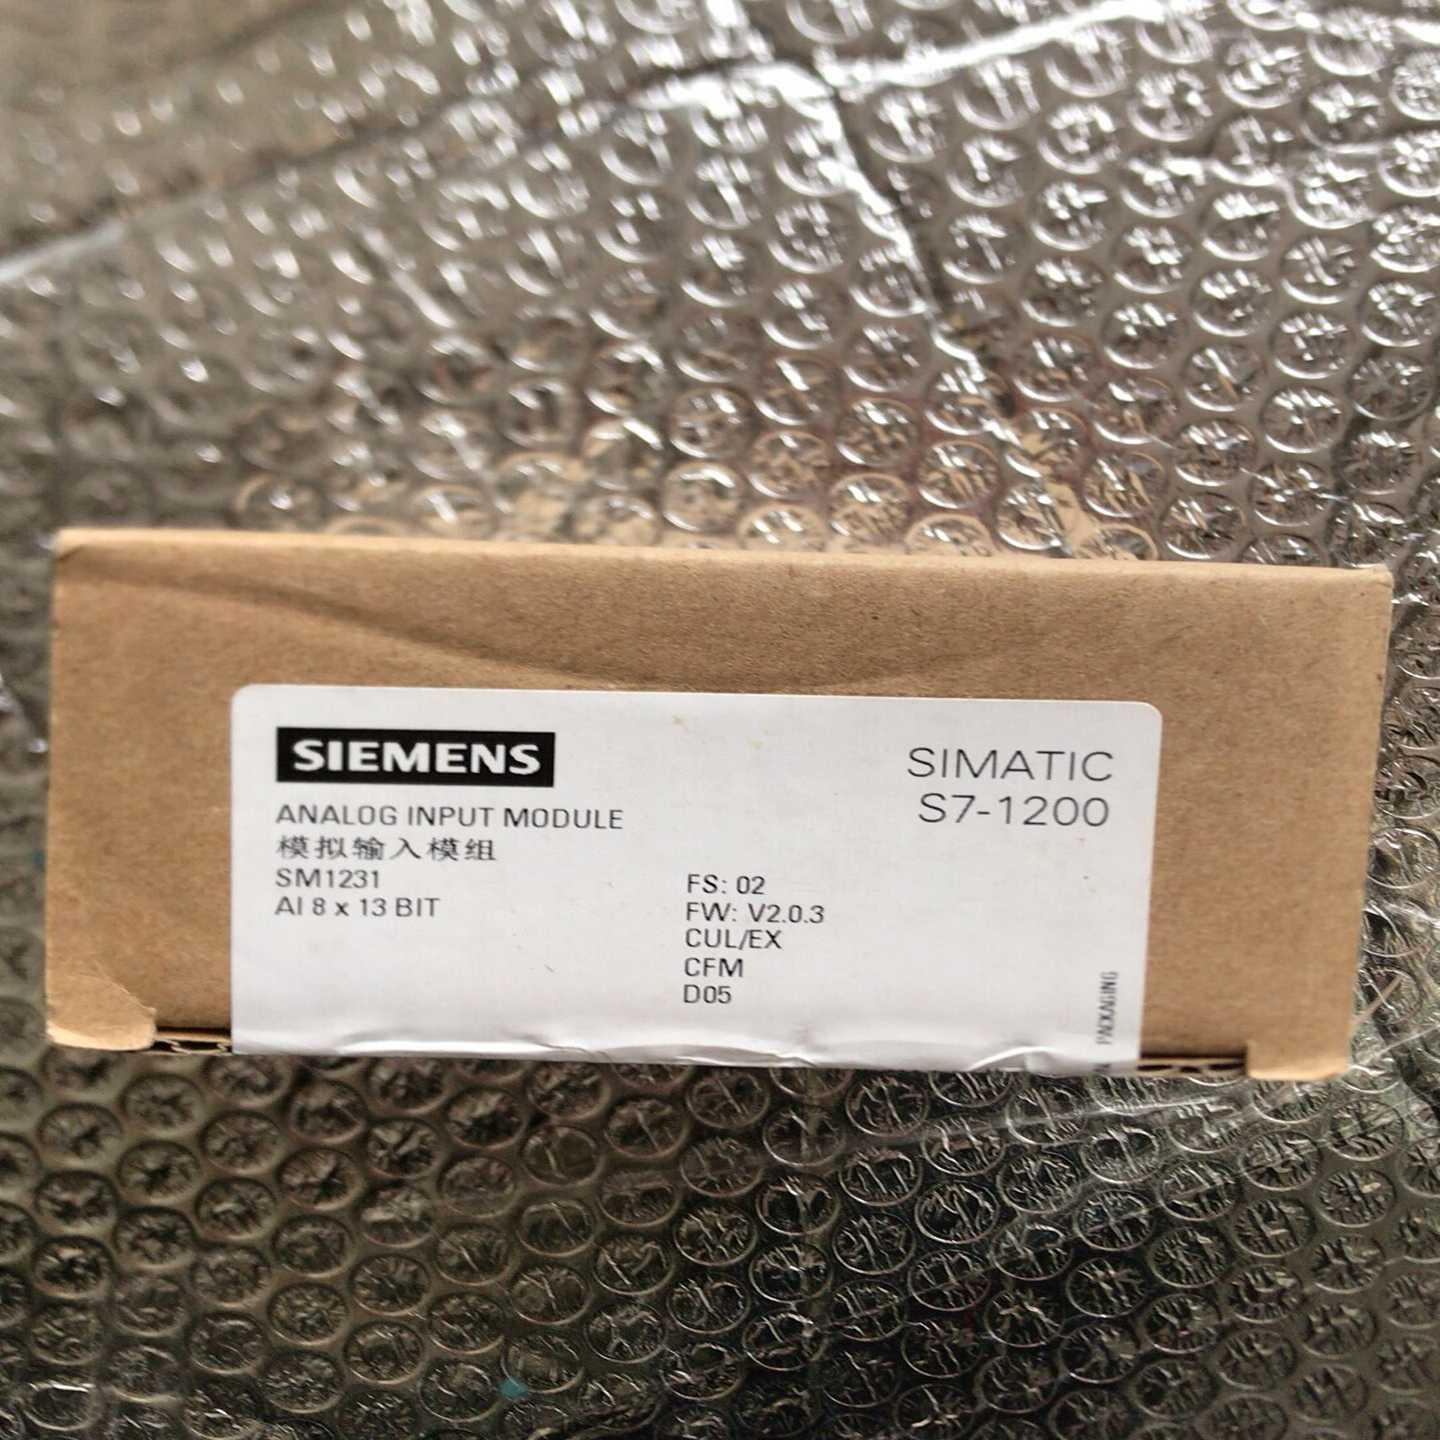 SIEMENS
SIMATIC
S7-1200
ANALOG INPUT MODULE
模拟输入模组
SM1231
AI 8 x 13 BIT
FS: 02
FW: V2.0.3
CUL/EX
CFM
D05
PACKAGING